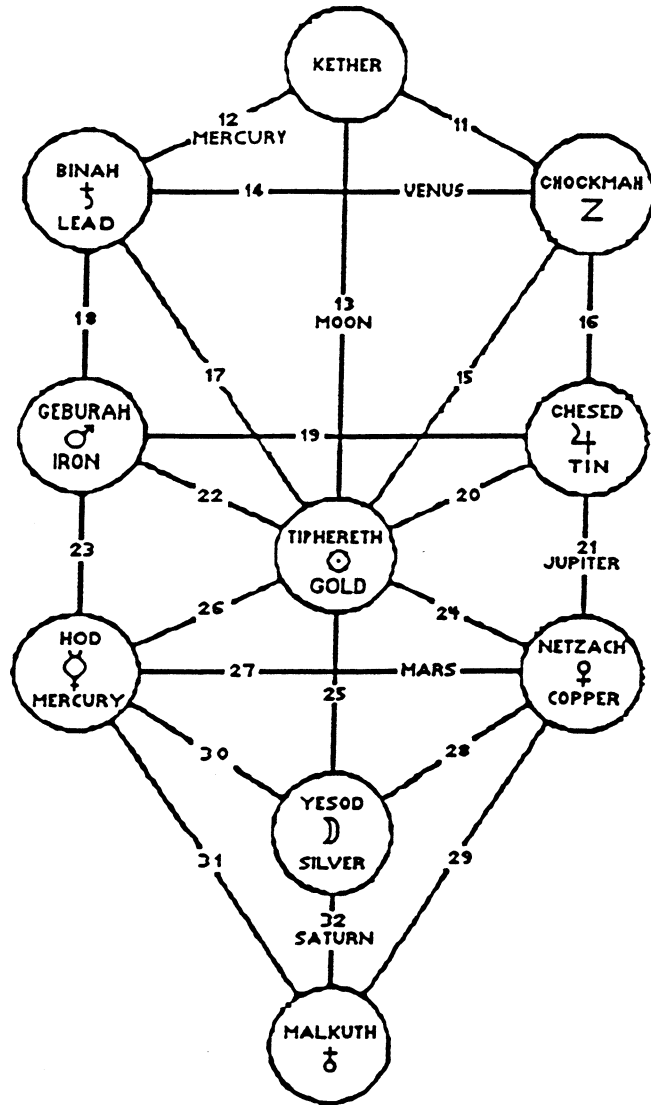 KETHER
12
MERCURY
11
BINAH
♄
LEAD
14
VENUS
CHOCKMAH
Z
13
MOON
18
16
17
15
GEBURAH
♂
IRON
19
CHESED
♃
TIN
22
20
TIPHERETH
☉
GOLD
23
21
JUPITER
26
24
HOD
☿
MERCURY
27
MARS
NETZACH
♀
COPPER
25
30
28
YESOD
☽
SILVER
31
29
32
SATURN
MALKUTH
♁